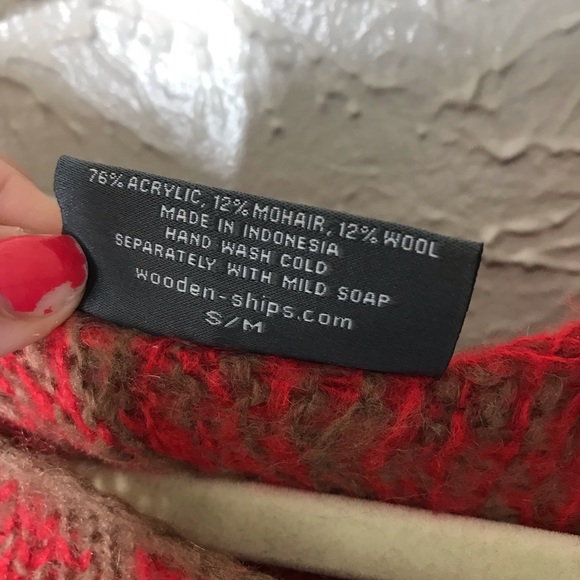 76% ACRYLIC, 12% MOHAIR, 12% WOOL
MADE IN INDONESIA
HAND WASH COLD
SEPARATELY WITH MILD SOAP
wooden-ships.com
S/M